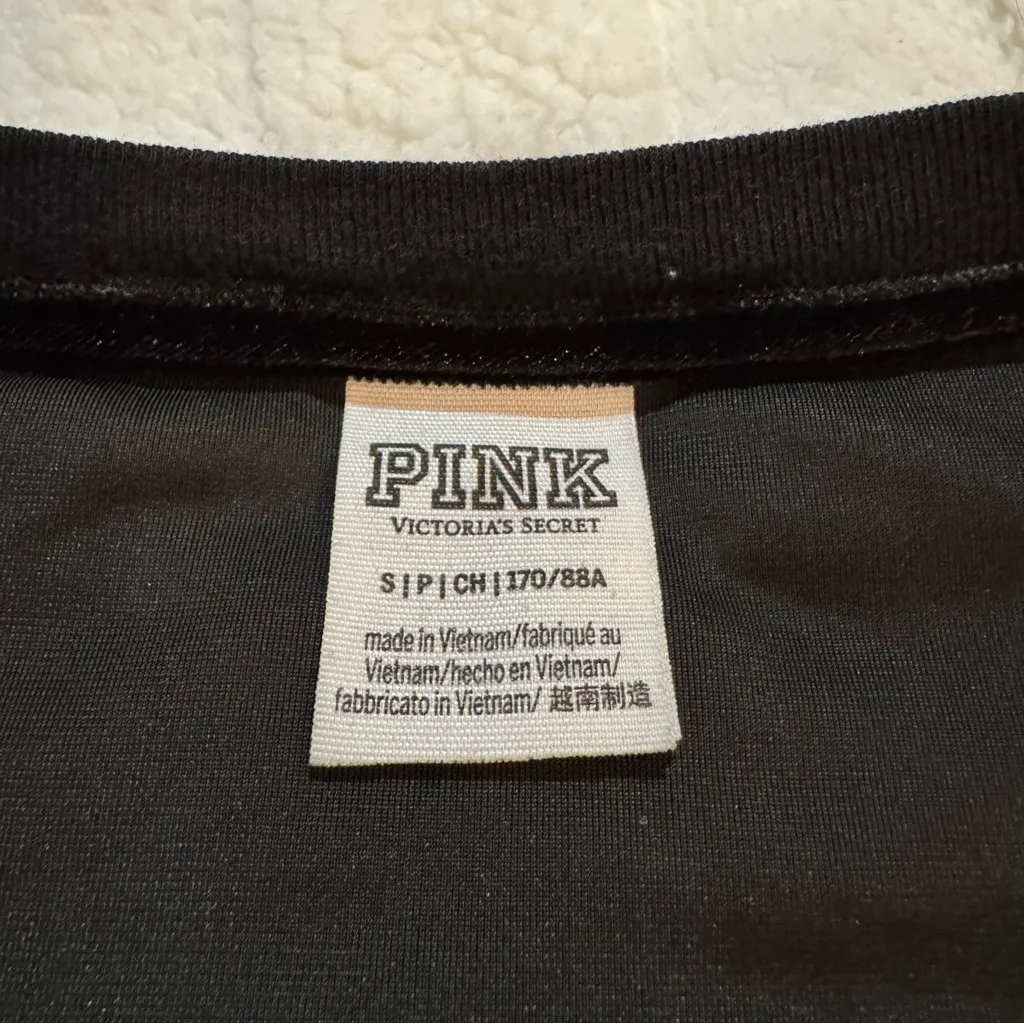 PINK
VICTORIA'S SECRET
S|P|CH|170/88A
made in Vietnam/fabriqué au
Vietnam/hecho en Vietnam/
fabbricato in Vietnam/ 越南制造